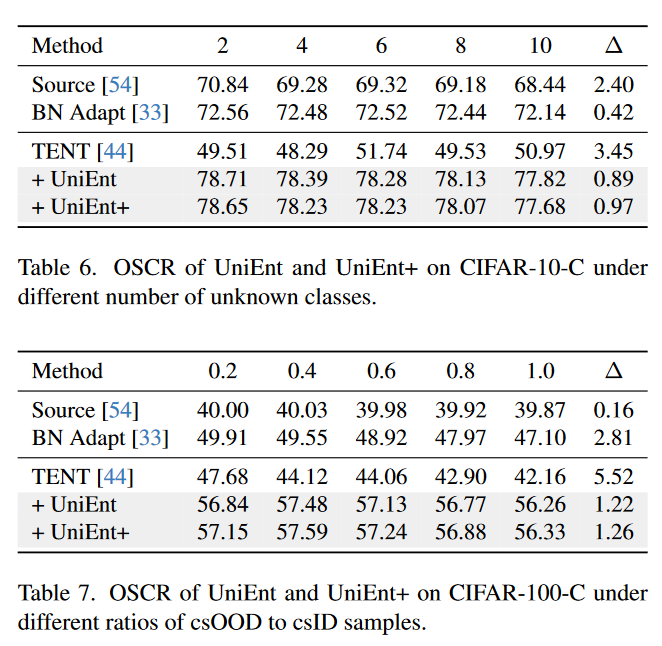 Method 2 4 6 8 10 Δ
Source [54] 70.84 69.28 69.32 69.18 68.44 2.40
BN Adapt [33] 72.56 72.48 72.52 72.44 72.14 0.42
TENT [44] 49.51 48.29 51.74 49.53 50.97 3.45
+ UniEnt 78.71 78.39 78.28 78.13 77.82 0.89
+ UniEnt+ 78.65 78.23 78.23 78.07 77.68 0.97
Table 6. OSCR of UniEnt and UniEnt+ on CIFAR-10-C under
different number of unknown classes.
Method 0.2 0.4 0.6 0.8 1.0 Δ
Source [54] 40.00 40.03 39.98 39.92 39.87 0.16
BN Adapt [33] 49.91 49.55 48.92 47.97 47.10 2.81
TENT [44] 47.68 44.12 44.06 42.90 42.16 5.52
+ UniEnt 56.84 57.48 57.13 56.77 56.26 1.22
+ UniEnt+ 57.15 57.59 57.24 56.88 56.33 1.26
Table 7. OSCR of UniEnt and UniEnt+ on CIFAR-100-C under
different ratios of csOOD to csID samples.